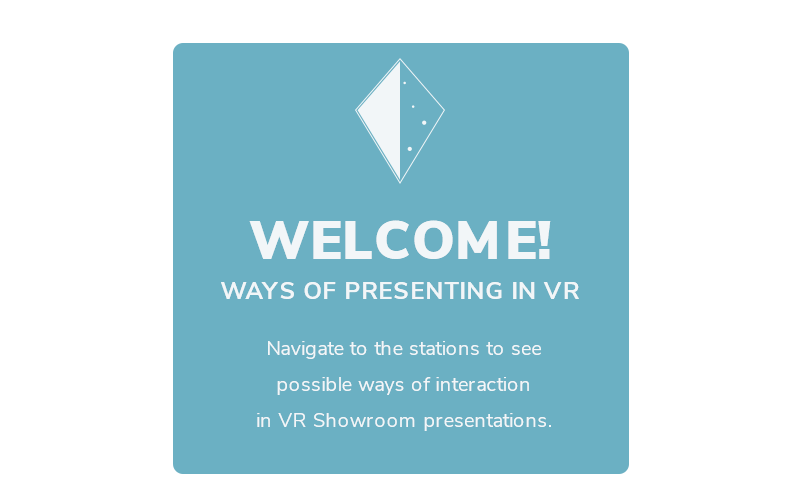 WELCOME!
WAYS OF PRESENTING IN VR
Navigate to the stations to see
possible ways of interaction
in VR Showroom presentations.